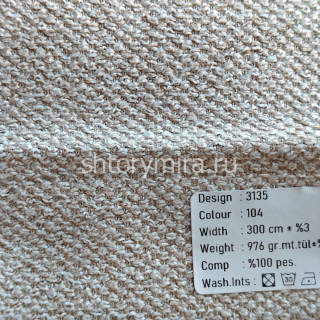 shtorymira.ru
Design : 3135
Colour : 104
Width : 300 cm * %3
Weight : 976 gr.mt.tül*%
Comp : %100 pes.
Wash.Ints : 30